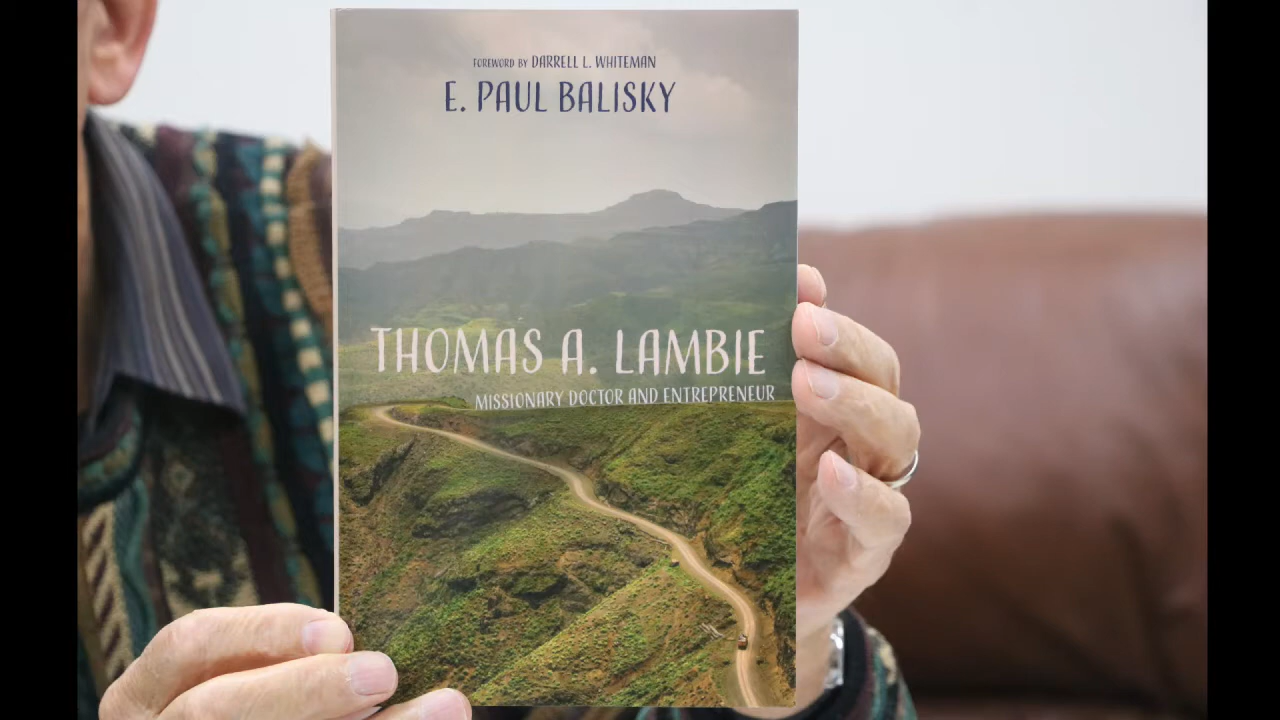 FOREWORD BY DARRELL L. WHITEMAN
E. PAUL BALISKY
THOMAS A. LAMBIE
MISSIONARY DOCTOR AND ENTREPRENEUR